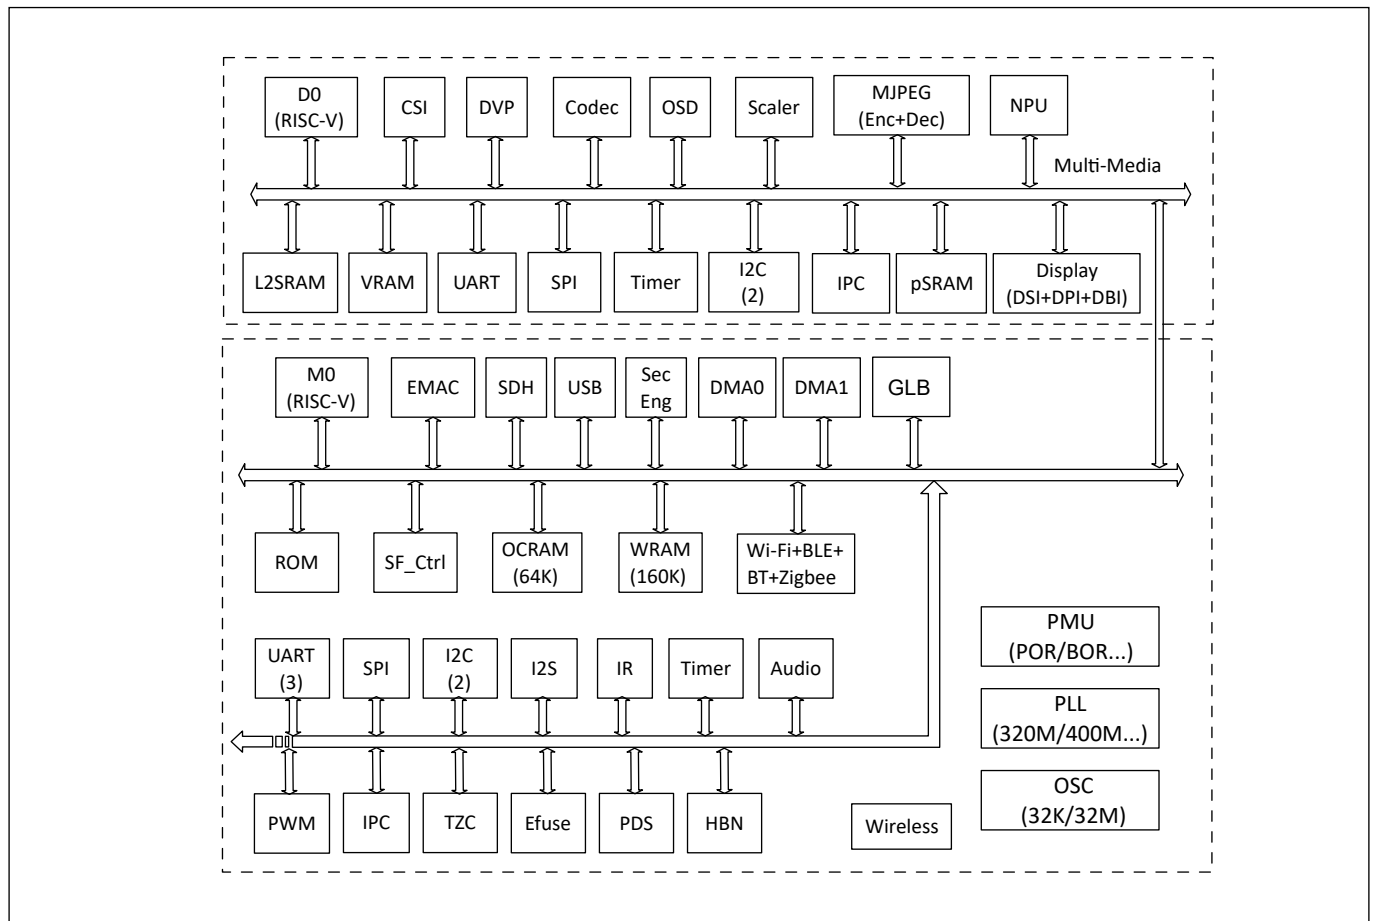 D0
(RISC-V)
CSI
DVP
Codec
OSD
Scaler
MJPEG
(Enc+Dec)
NPU
Multi-Media
L2SRAM
VRAM
UART
SPI
Timer
I2C
(2)
IPC
pSRAM
Display
(DSI+DPI+DBI)
M0
(RISC-V)
EMAC
SDH
USB
Sec
Eng
DMA0
DMA1
GLB
ROM
SF_Ctrl
OCRAM
(64K)
WRAM
(160K)
Wi-Fi+BLE+
BT+Zigbee
UART
(3)
SPI
I2C
(2)
I2S
IR
Timer
Audio
PMU
(POR/BOR...)
PLL
(320M/400M...)
OSC
(32K/32M)
PWM
IPC
TZC
Efuse
PDS
HBN
Wireless